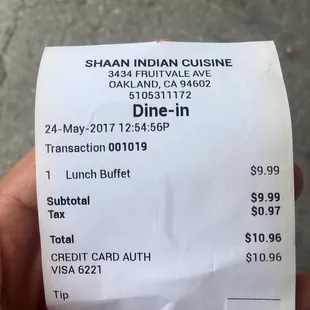 SHAAN INDIAN CUISINE
3434 FRUITVALE AVE
OAKLAND, CA 94602
5105311172
Dine-in
24-May-2017 12:54:56P
Transaction 001019
1 Lunch Buffet $9.99
Subtotal $9.99
Tax $0.97
Total $10.96
CREDIT CARD AUTH $10.96
VISA 6221
Tip